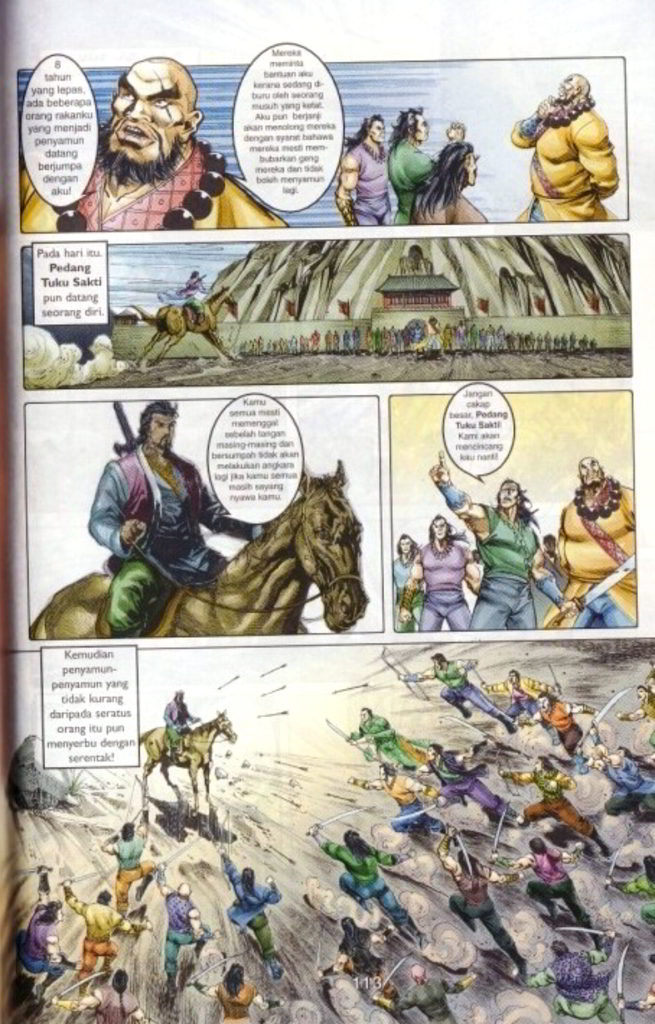 8
tahun yang lepas,
ada beberapa
orang rakanku
yang menjadi
penyamun
datang
berjumpa
dengan
aku!
Mereka
meminta
bantuan aku
kerana sedang di-
buru oleh seorang
musuh yang ketat.
Aku pun bersetuju
akan menolong mereka
dengan syarat bahawa
mereka mesti mem-
bubarkan geng
mereka dan tidak
boleh menyamun
lagi.
Pada hari itu,
Pedang
Tuku Sakti
pun datang
seorang diri.
Kamu
semua mesti
memenggal
sebelah tangan
masing-masing dan
bersumpah tidak akan
melakukan angkara
lagi jika kamu semua
masih sayang
nyawa kamu.
Jangan
cakap
besar, Pedang
Tuku Sakti!
Kami akan
mencincang
kau nanti!
Kemudian
penyamun-
penyamun yang
tidak kurang
daripada seratus
orang itu pun
menyerbu dengan
serentak!
113